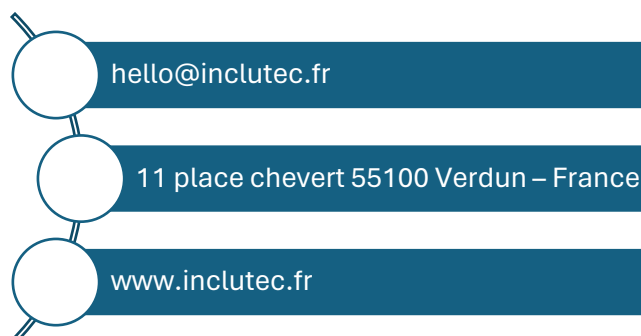 hello@inclutec.fr
11 place chevert 55100 Verdun – France
www.inclutec.fr